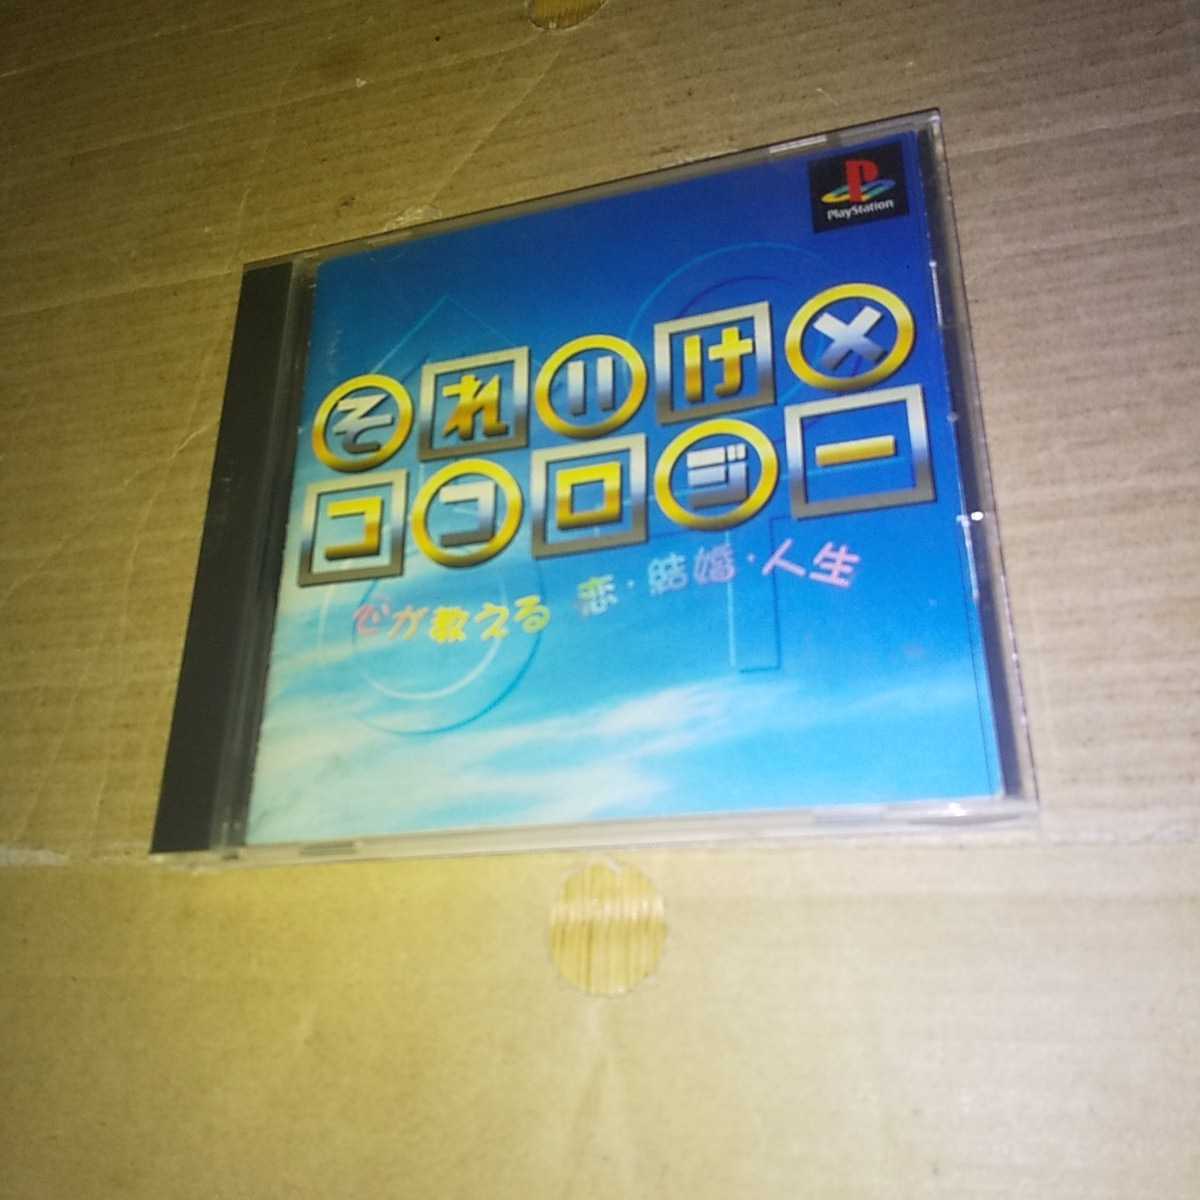 PlayStation
それいけ×
ココロジー
心が教える 恋・結婚・人生